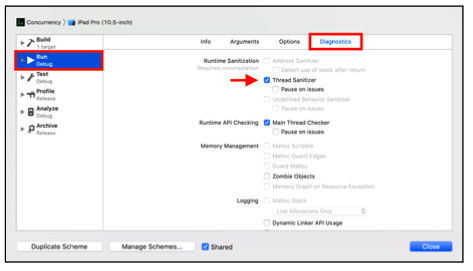 Concurrency > iPad Pro (10.5-inch)
Build
1 target
Run
Debug
Test
Debug
Profile
Release
Analyze
Debug
Archive
Release
Info Arguments Options Diagnostics
Runtime Sanitization Address Sanitizer
Requires recompilation Detect use of stack after return
Thread Sanitizer
Pause on issues
Undefined Behavior Sanitizer
Pause on issues
Runtime API Checking Main Thread Checker
Pause on issues
Memory Management Malloc Scribble
Malloc Guard Edges
Guard Malloc
Zombie Objects
Memory Graph on Resource Exception
Logging Malloc Stack
Live Allocations Only
Dynamic Linker API Usage
Duplicate Scheme Manage Schemes... Shared Close